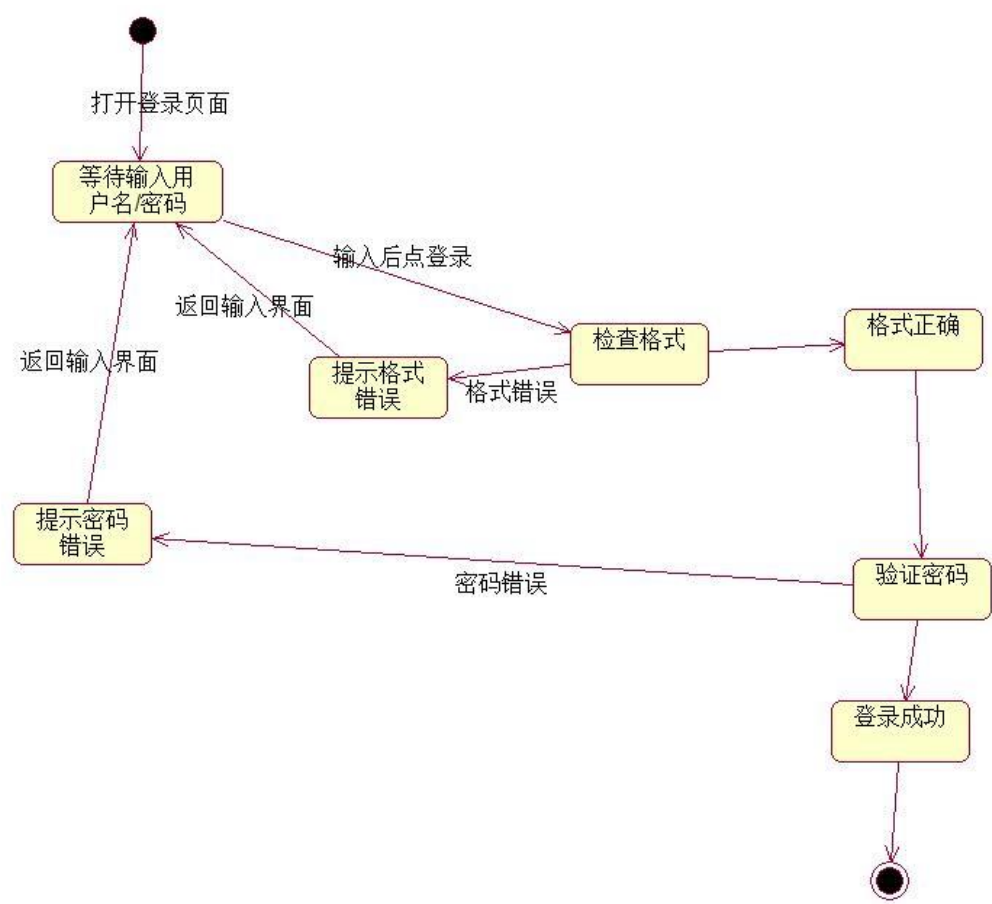 打开登录页面
等待输入用
户名/密码
输入后点登录
返回输入界面
格式正确
检查格式
返回输入界面
提示格式
错误
格式错误
提示密码
错误
密码错误
验证密码
登录成功